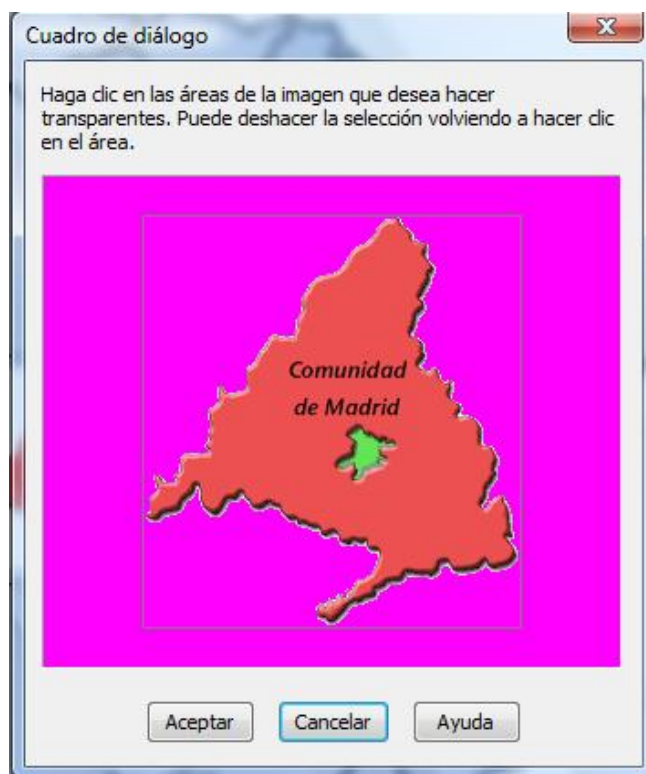 Cuadro de diálogo
Haga clic en las áreas de la imagen que desea hacer
transparentes. Puede deshacer la selección volviendo a hacer clic
en el área.
Comunidad
de Madrid
Aceptar Cancelar Ayuda